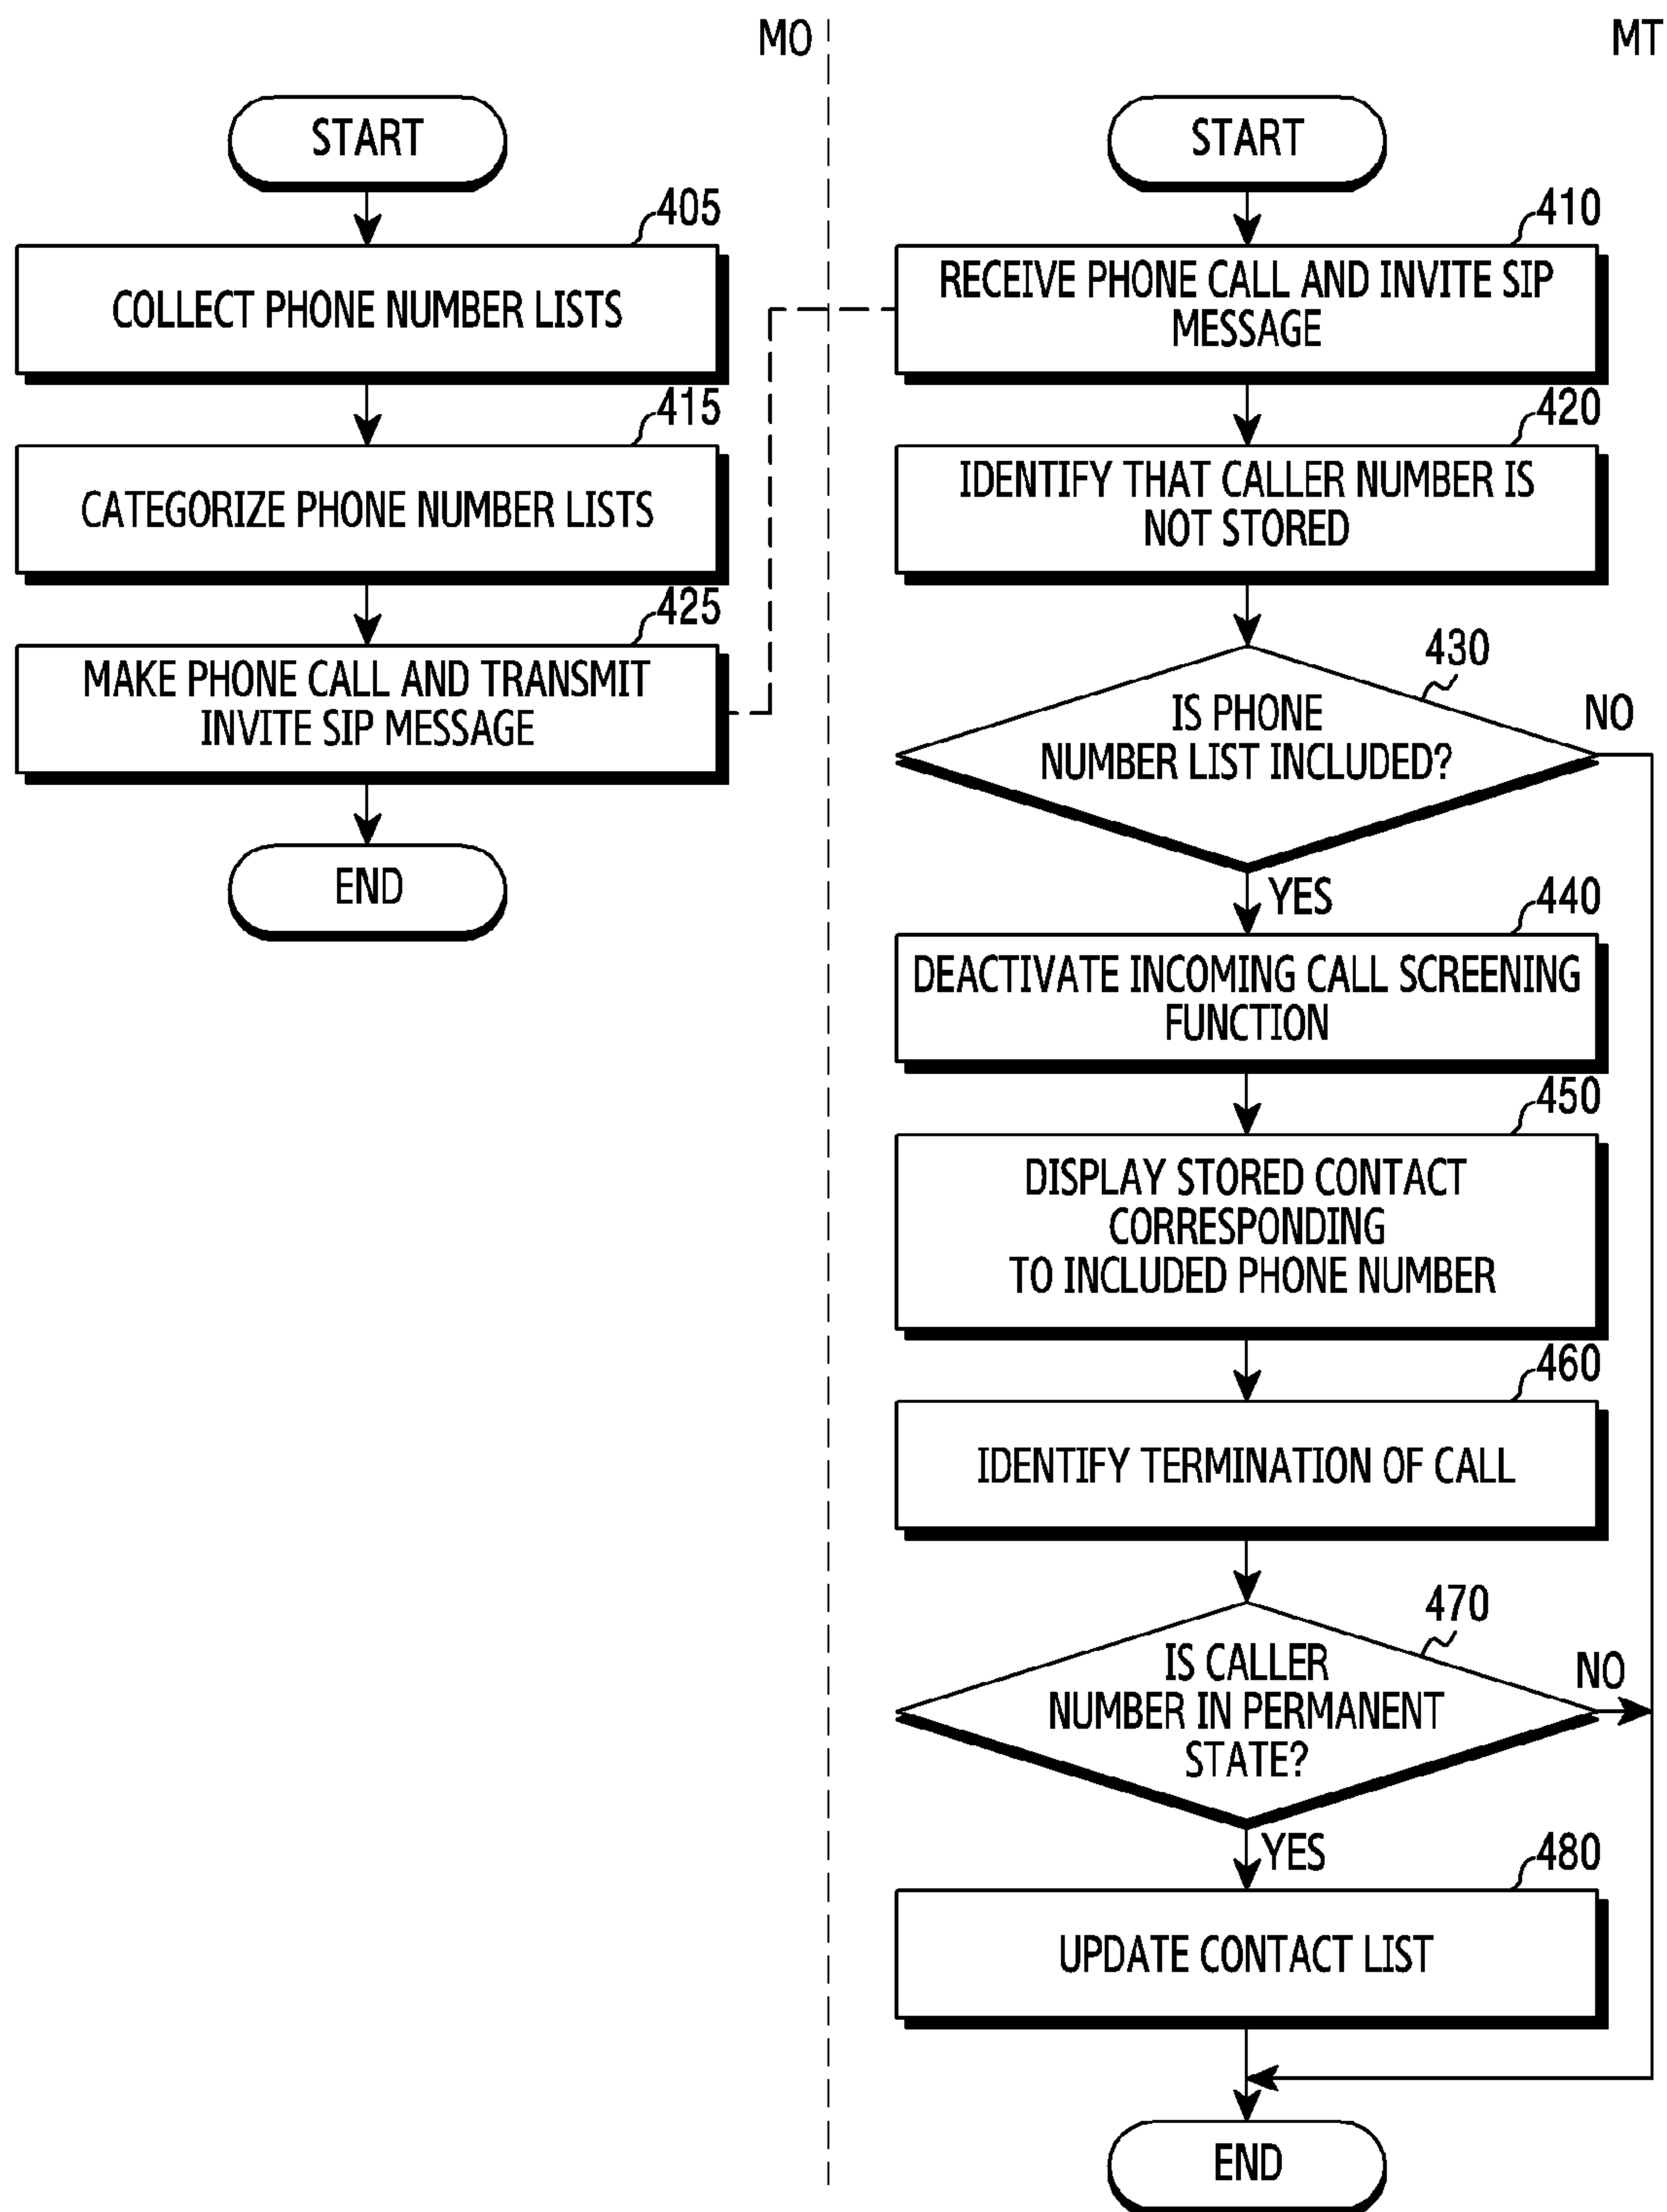 MO
START
405
COLLECT PHONE NUMBER LISTS
415
CATEGORIZE PHONE NUMBER LISTS
425
MAKE PHONE CALL AND TRANSMIT
INVITE SIP MESSAGE
END
MT
START
410
RECEIVE PHONE CALL AND INVITE SIP
MESSAGE
420
IDENTIFY THAT CALLER NUMBER IS
NOT STORED
430
IS PHONE
NUMBER LIST INCLUDED?
NO
YES
440
DEACTIVATE INCOMING CALL SCREENING
FUNCTION
450
DISPLAY STORED CONTACT
CORRESPONDING
TO INCLUDED PHONE NUMBER
460
IDENTIFY TERMINATION OF CALL
470
IS CALLER
NUMBER IN PERMANENT
STATE?
NO
YES
480
UPDATE CONTACT LIST
END